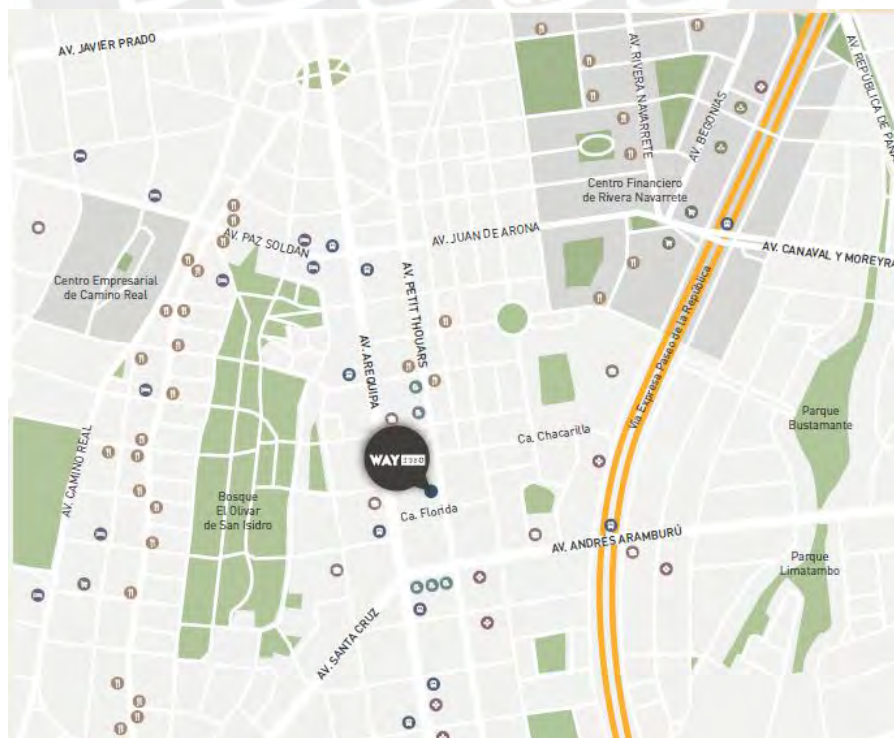 AV. JAVIER PRADO
AV. RIVERA NAVARRETE
AV. BEGONIAS
AV. REPÚBLICA DE
Centro Financiero
de Rivera Navarrete
AV. PAZ SOLDAN
AV. JUAN DE ARONA
AV. CANAVAL Y MOREYRA
Centro Empresarial
de Camino Real
AV. PETIT THOUARS
Vía Expresa Paseo de la República
AV. AREQUIPA
Parque
Bustamante
Ca. Chacarilla
AV. CAMINO REAL
WAY
Bosque
El Olivar
de San Isidro
Ca. Florida
AV. ANDRÉS ARAMBURÚ
Parque
Limatambo
AV. SANTA CRUZ